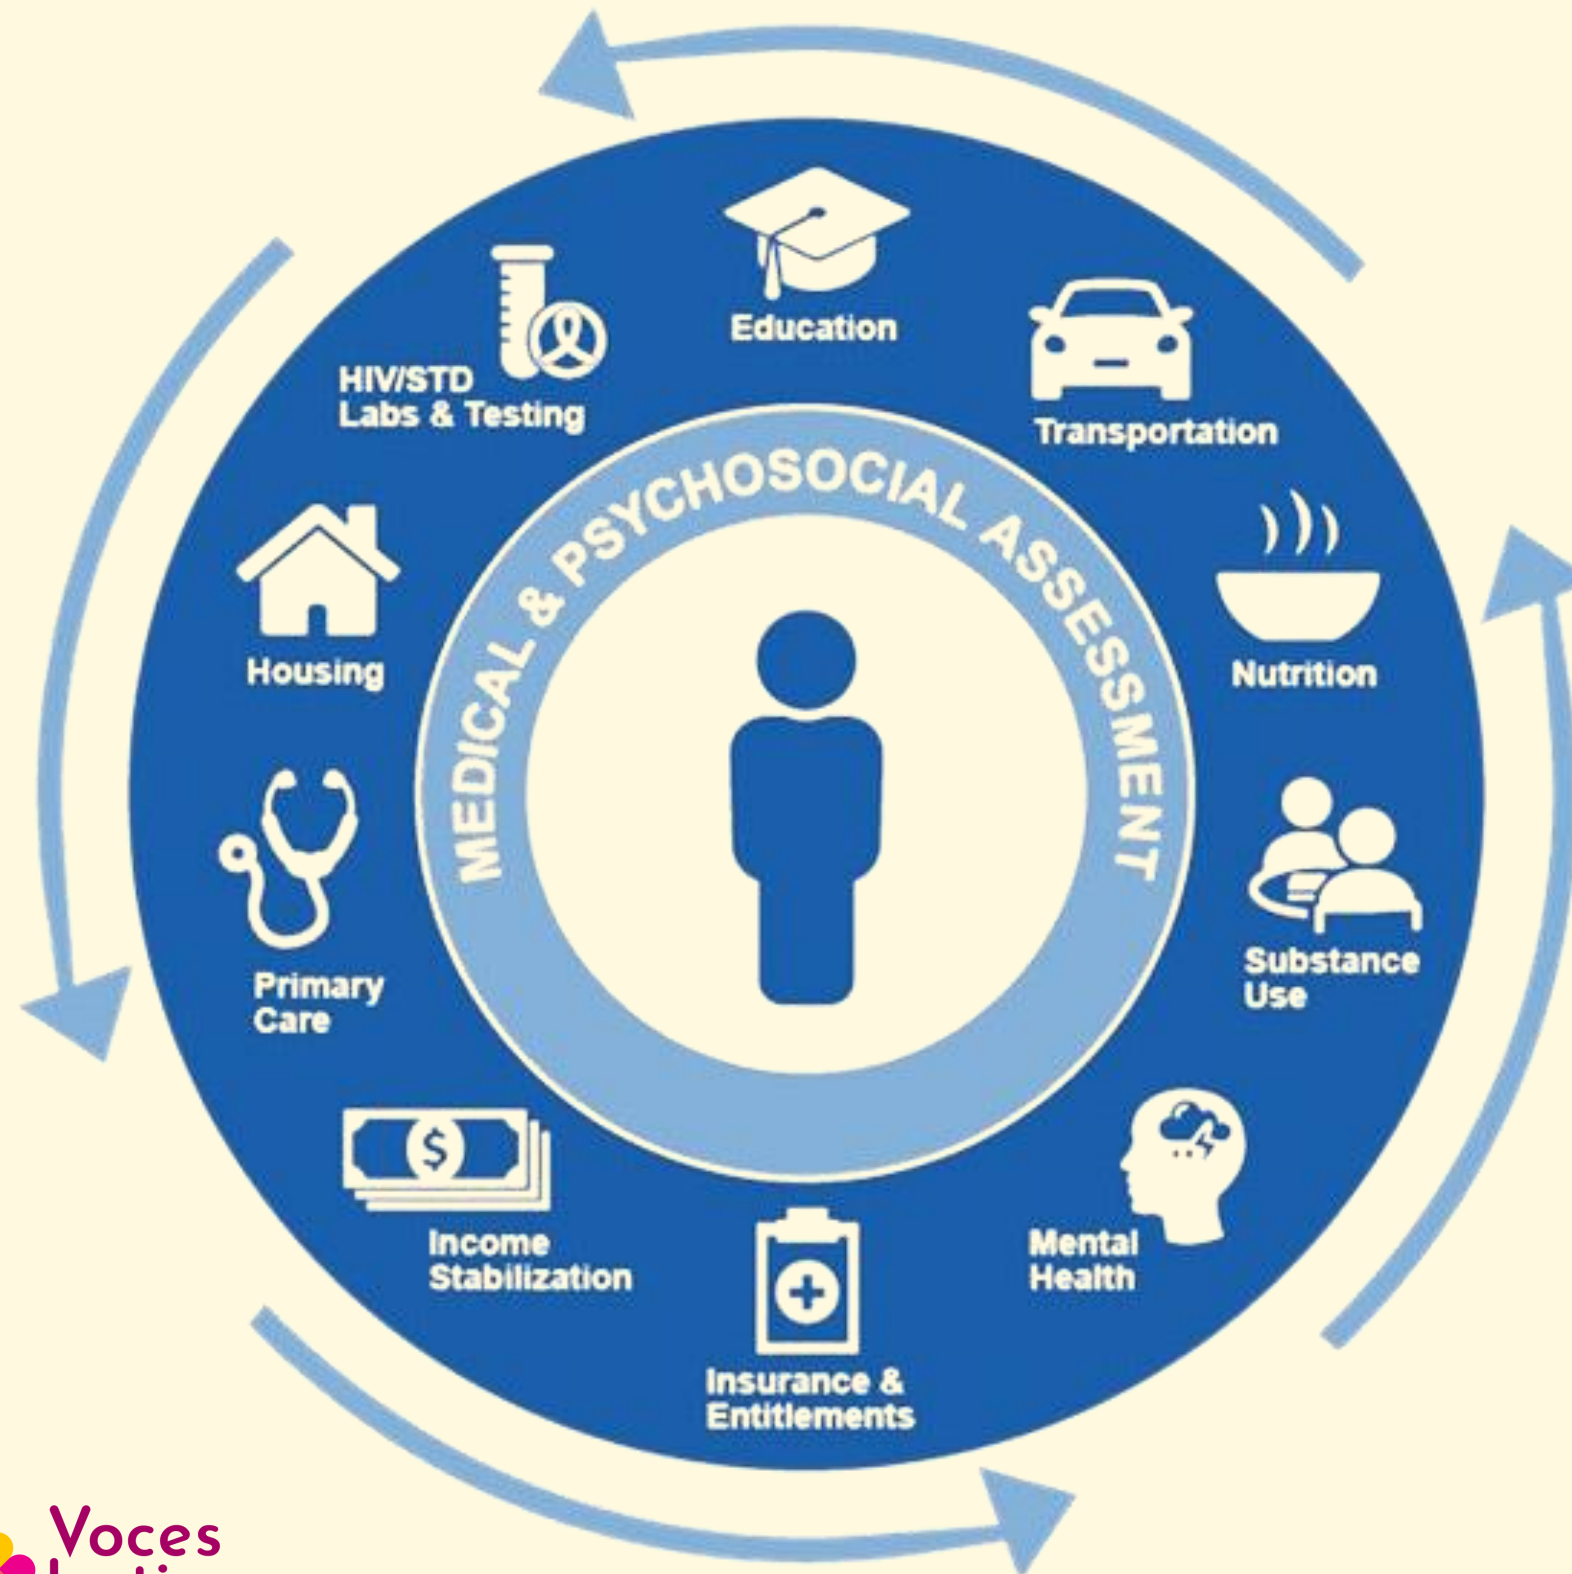 Education
Transportation
Nutrition
Substance
Use
Mental
Health
Insurance &
Entitlements
Income
Stabilization
Primary
Care
Housing
HIV/STD
Labs & Testing
MEDICAL & PSYCHOSOCIAL ASSESSMENT
$
Voces